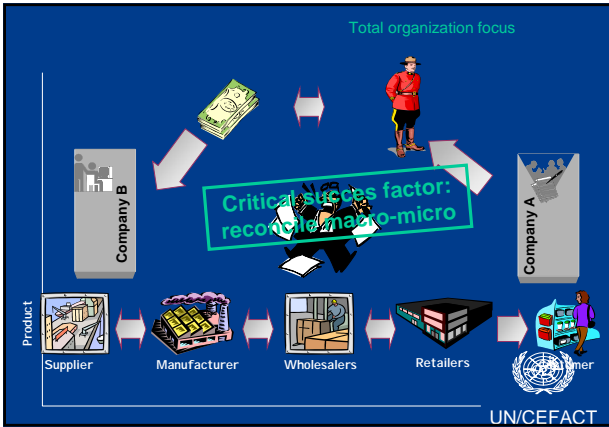 Total organization focus
Company B
Critical succes factor:
reconcile macro-micro
Company A
Product
Supplier
Manufacturer
Wholesalers
Retailers
UN/CEFACT